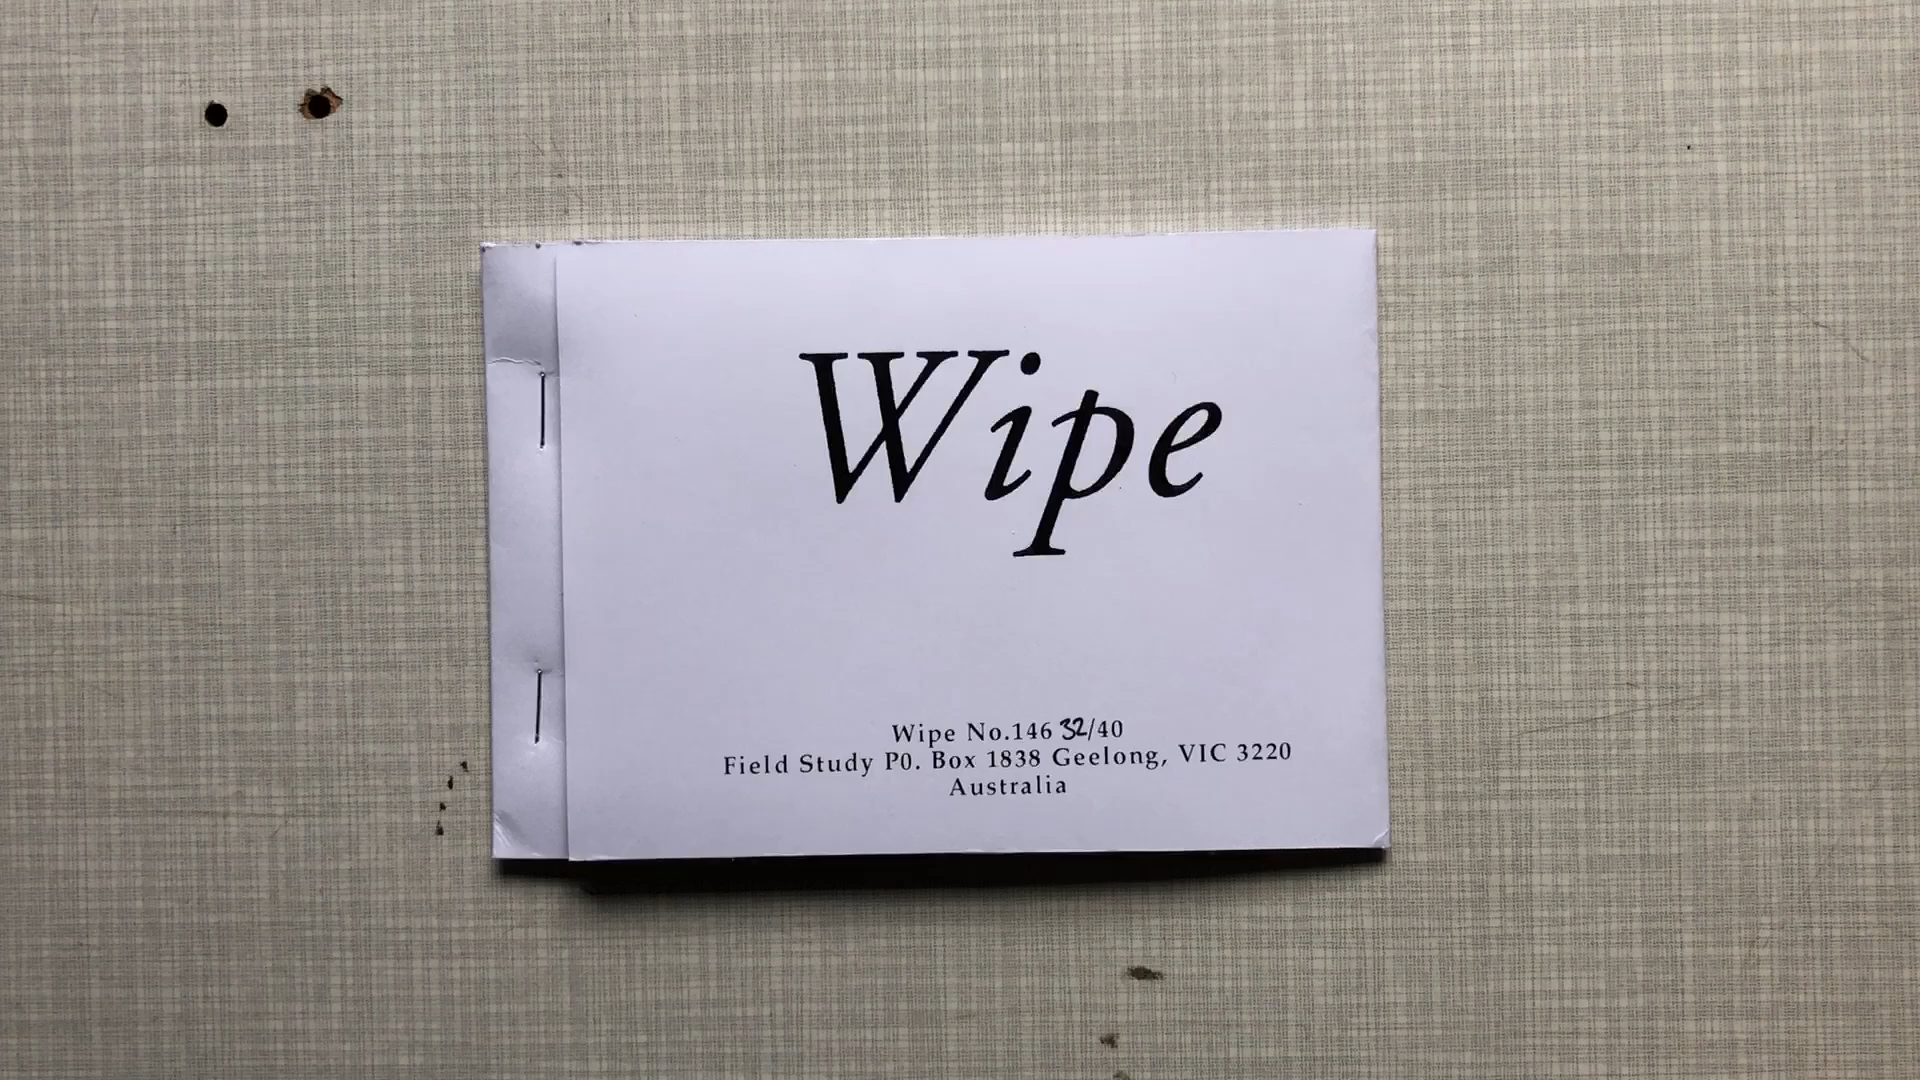 Wipe
Wipe No.146 32/40
Field Study P0. Box 1838 Geelong, VIC 3220
Australia